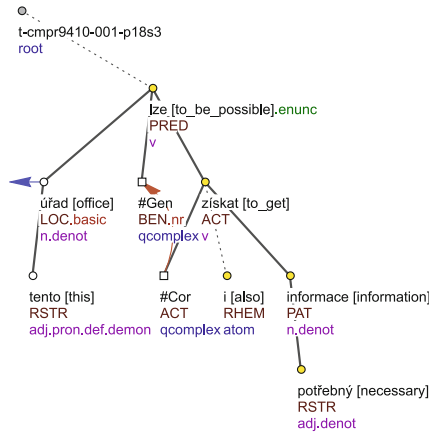 t-cmpr9410-001-p18s3
root
lze [to_be_possible].enunc
PRED
v
úřad [office]
LOC.basic
n.denot
#Gen
BEN.nr
qcomplex
získat [to_get]
ACT
v
tento [this]
RSTR
adj.pron.def.demon
#Cor
ACT
qcomplex
i [also]
RHEM
atom
informace [information]
PAT
n.denot
potřebný [necessary]
RSTR
adj.denot